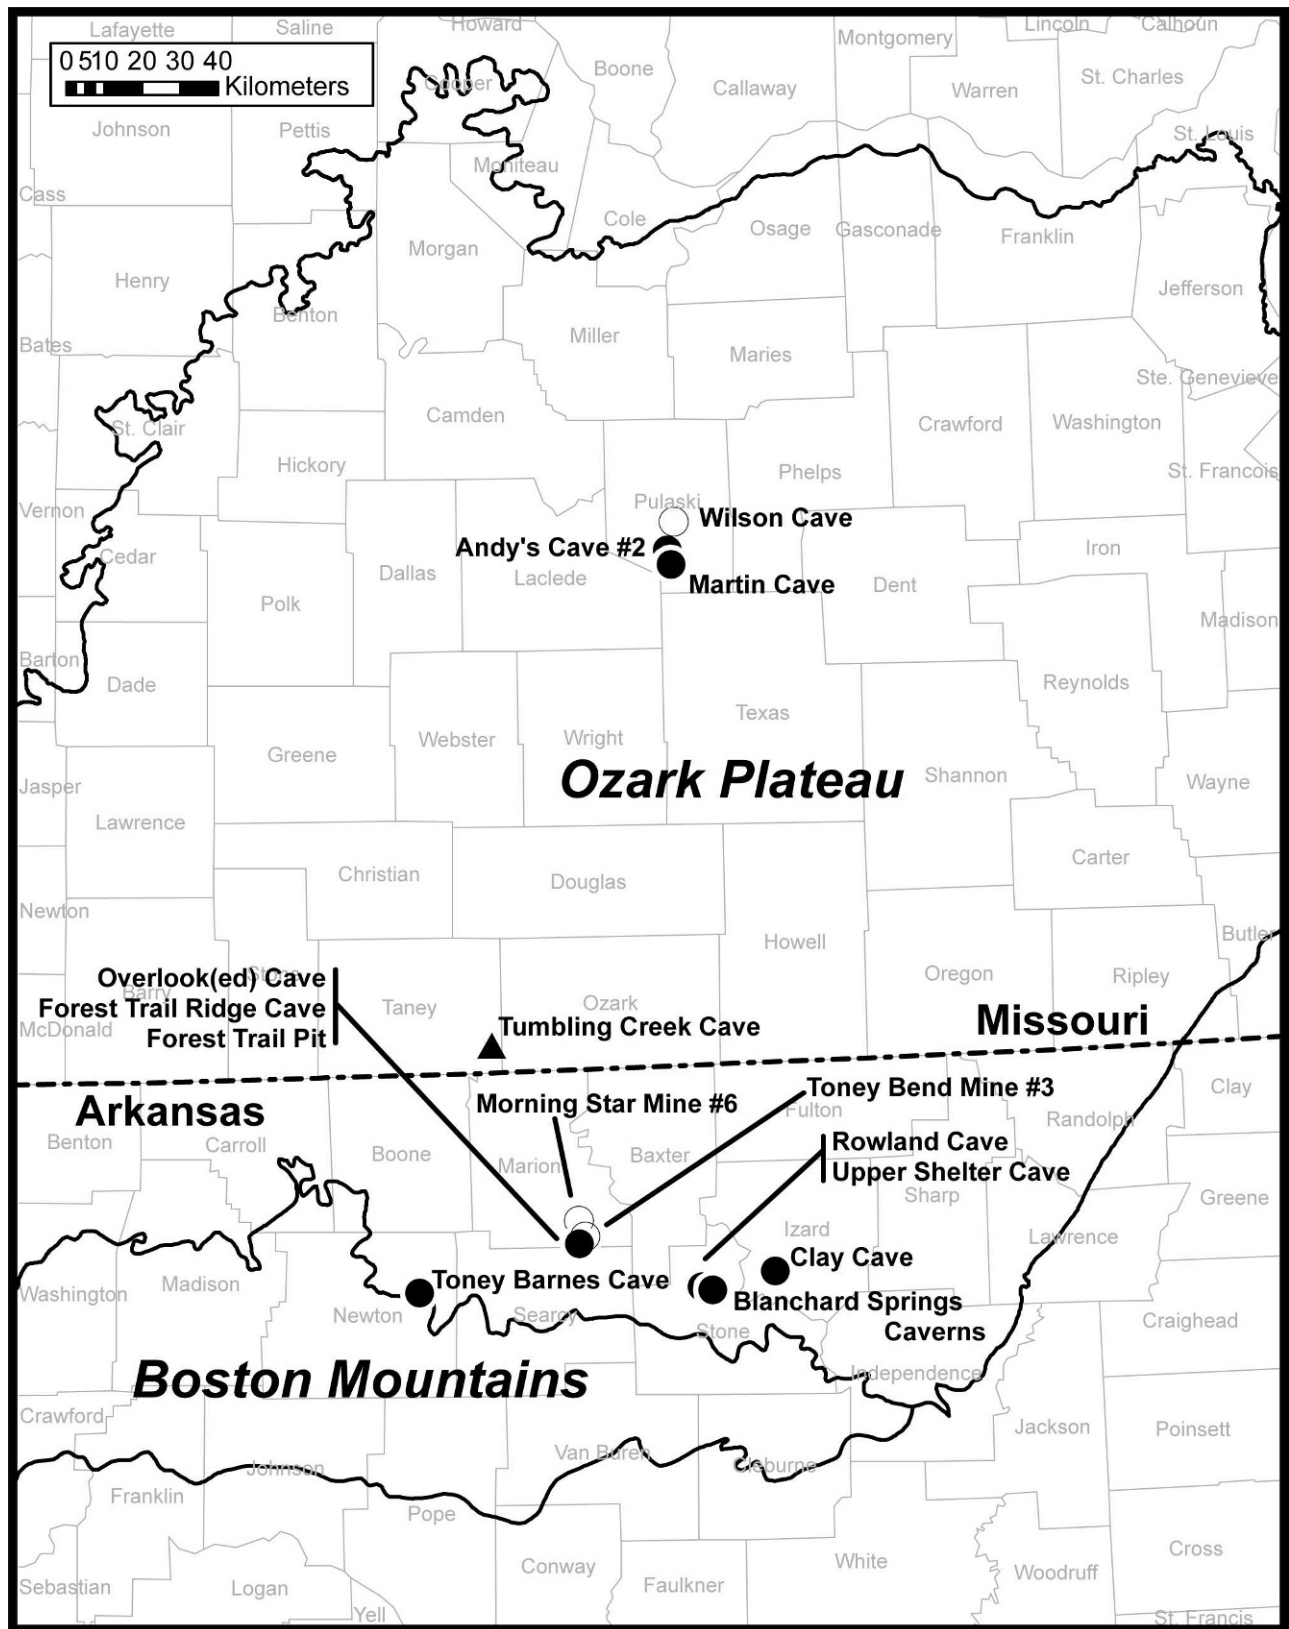 Lafayette
Saline
Howard
Lincoln
Calhoun
0 5 10 20 30 40
Kilometers
Cooper
Boone
Callaway
Montgomery
Warren
St. Charles
Johnson
Pettis
Moniteau
St. Louis
Cass
Cole
Osage
Gasconade
Franklin
Morgan
Henry
Jefferson
Benton
Miller
Maries
Bates
Ste. Genevieve
St. Clair
Camden
Crawford
Washington
Hickory
Phelps
St. Francois
Vernon
Pulaski
Wilson Cave
Andy's Cave #2
Martin Cave
Cedar
Dallas
Laclede
Dent
Iron
Polk
Madison
Barton
Dade
Reynolds
Texas
Greene
Webster
Wright
Ozark Plateau
Shannon
Wayne
Jasper
Lawrence
Christian
Douglas
Carter
Newton
Howell
Butler
Overlook(ed) Cave
Forest Trail Ridge Cave
Forest Trail Pit
Stone
Barry
McDonald
Taney
Ozark
Oregon
Ripley
Tumbling Creek Cave
Missouri
Arkansas
Morning Star Mine #6
Toney Bend Mine #3
Fulton
Randolph
Clay
Benton
Carroll
Boone
Marion
Baxter
Rowland Cave
Upper Shelter Cave
Sharp
Greene
Izard
Lawrence
Clay Cave
Washington
Madison
Newton
Toney Barnes Cave
Searcy
Blanchard Springs
Caverns
Stone
Craighead
Boston Mountains
Independence
Crawford
Jackson
Poinsett
Van Buren
Cleburne
Johnson
Franklin
Pope
Conway
White
Cross
Sebastian
Logan
Faulkner
Woodruff
Yell
St. Francis